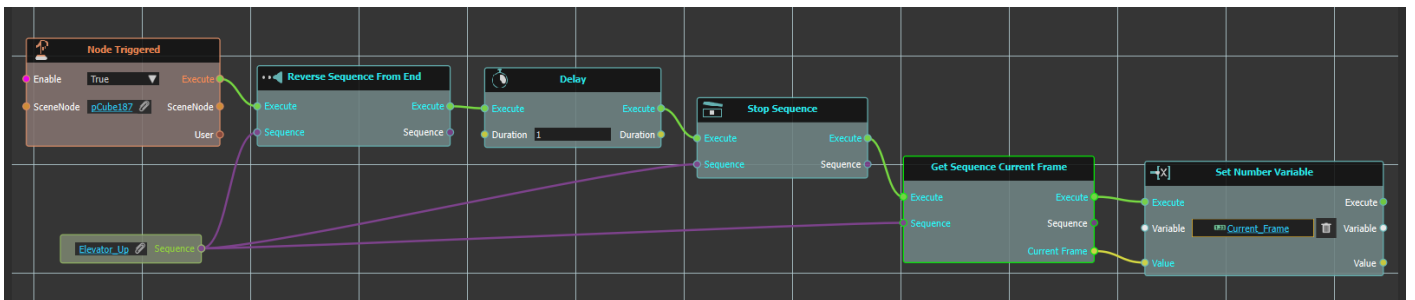 Node Triggered
Enable True Execute
SceneNode pCube187 SceneNode
User
Reverse Sequence From End
Execute Execute
Sequence Sequence
Delay
Execute Execute
Duration 1 Duration
Stop Sequence
Execute Execute
Sequence Sequence
Get Sequence Current Frame
Execute Execute
Sequence Sequence
Current Frame
Set Number Variable
Execute Execute
Variable Current_Frame Variable
Value Value
Elevator_Up Sequence